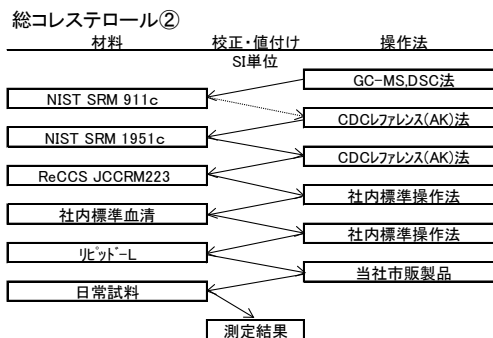 総コレステロール②
材料 校正・値付け 操作法
SI単位
GC-MS,DSC法
NIST SRM 911c
CDCﾚﾌｧﾚﾝｽ(AK)法
NIST SRM 1951c
CDCﾚﾌｧﾚﾝｽ(AK)法
ReCCS JCCRM223
社内標準操作法
社内標準血清
社内標準操作法
ﾘﾋﾟｯﾄﾞ-L
当社市販製品
日常試料
測定結果